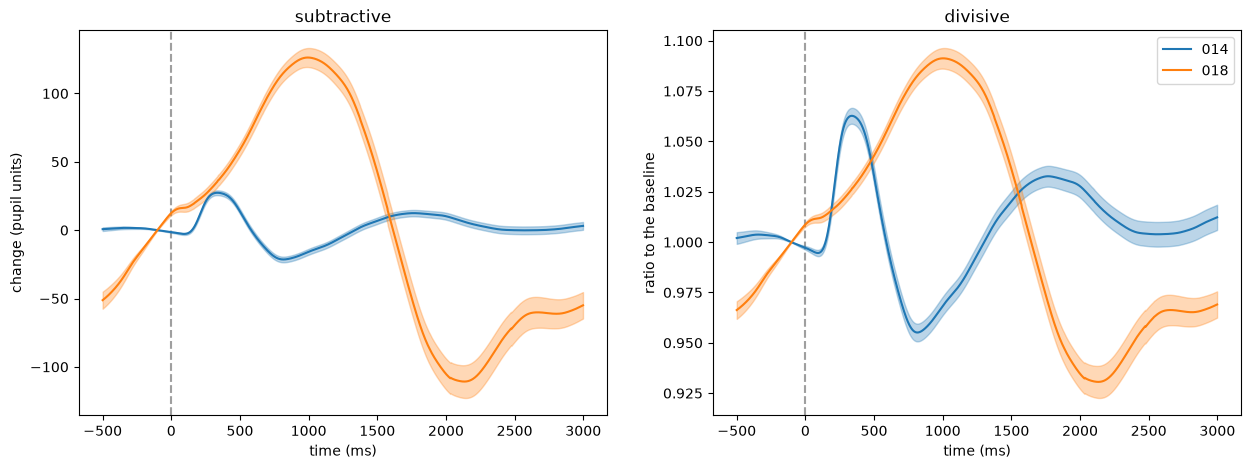 subtractive
change (pupil units)
100
50
0
−50
−100
−500 0 500 1000 1500 2000 2500 3000
time (ms)
divisive
ratio to the baseline
1.100
1.075
1.050
1.025
1.000
0.975
0.950
0.925
−500 0 500 1000 1500 2000 2500 3000
time (ms)
014
018